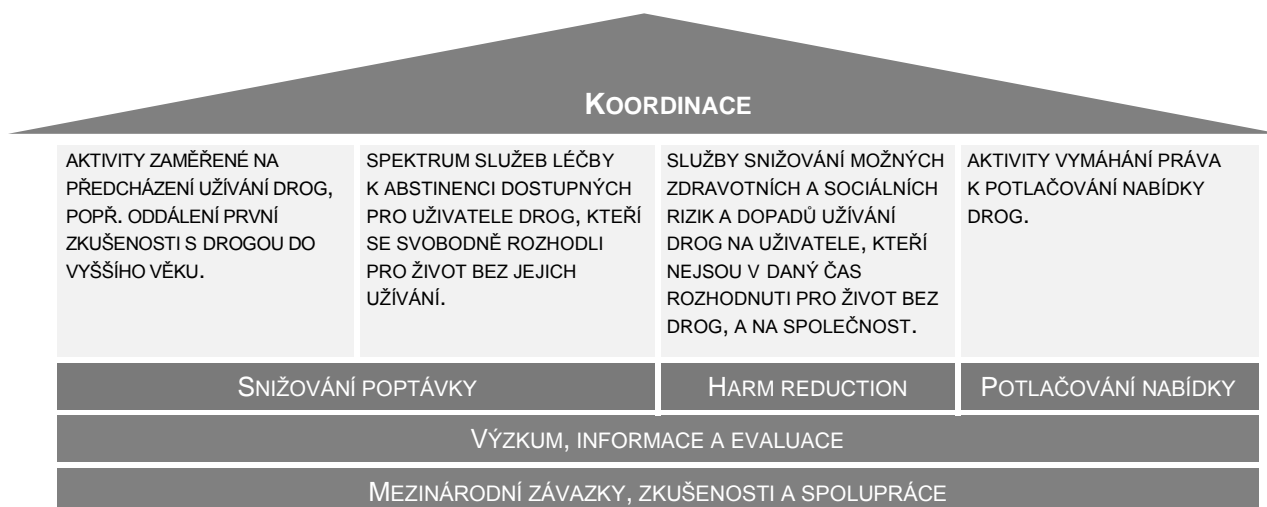 KOORDINACE
AKTIVITY ZAMĚŘENÉ NA
PŘEDCHÁZENÍ UŽÍVÁNÍ DROG,
POPŘ. ODDÁLENÍ PRVNÍ
ZKUŠENOSTI S DROGOU DO
VYŠŠÍHO VĚKU.
SPEKTRUM SLUŽEB LÉČBY
K ABSTINENCI DOSTUPNÝCH
PRO UŽIVATELE DROG, KTEŘÍ
SE SVOBODNĚ ROZHODLI
PRO ŽIVOT BEZ JEJICH
UŽÍVÁNÍ.
SLUŽBY SNIŽOVÁNÍ MOŽNÝCH
ZDRAVOTNÍCH A SOCIÁLNÍCH
RIZIK A DOPADŮ UŽÍVÁNÍ
DROG NA UŽIVATELE, KTEŘÍ
NEJSOU V DANÝ ČAS
ROZHODNUTI PRO ŽIVOT BEZ
DROG, A NA SPOLEČNOST.
AKTIVITY VYMÁHÁNÍ PRÁVA
K POTLAČOVÁNÍ NABÍDKY
DROG.
SNIŽOVÁNÍ POPTÁVKY
HARM REDUCTION
POTLAČOVÁNÍ NABÍDKY
VÝZKUM, INFORMACE A EVALUACE
MEZINÁRODNÍ ZÁVAZKY, ZKUŠENOSTI A SPOLUPRÁCE